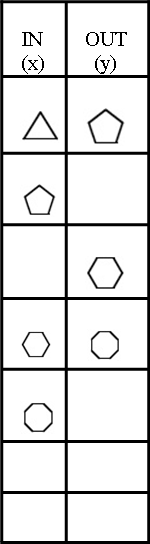 IN OUT
(x) (y)